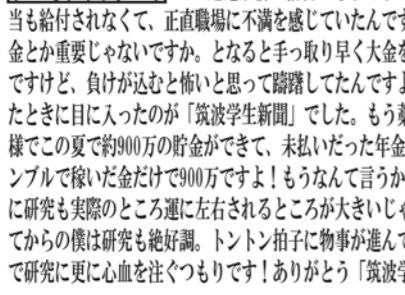 当も給付されなくて、正直職場に不満を感じていたんです
金とか重要じゃないですか。となると手っ取り早く大金を
ですけど、負けが込むと怖いと思って躊躇してたんですよ
たときに目に入ったのが「筑波学生新聞」でした。もう藁
様でこの夏で約900万の貯金ができて、未払いだった年金
ンブルで稼いだ金だけで900万ですよ！もうなんて言うか
に研究も実際のところ運に左右されるところが大きいじゃ
てからの僕は研究も絶好調。トントン拍子に物事が進んで
で研究に更に心血を注ぐつもりです！ありがとう「筑波学